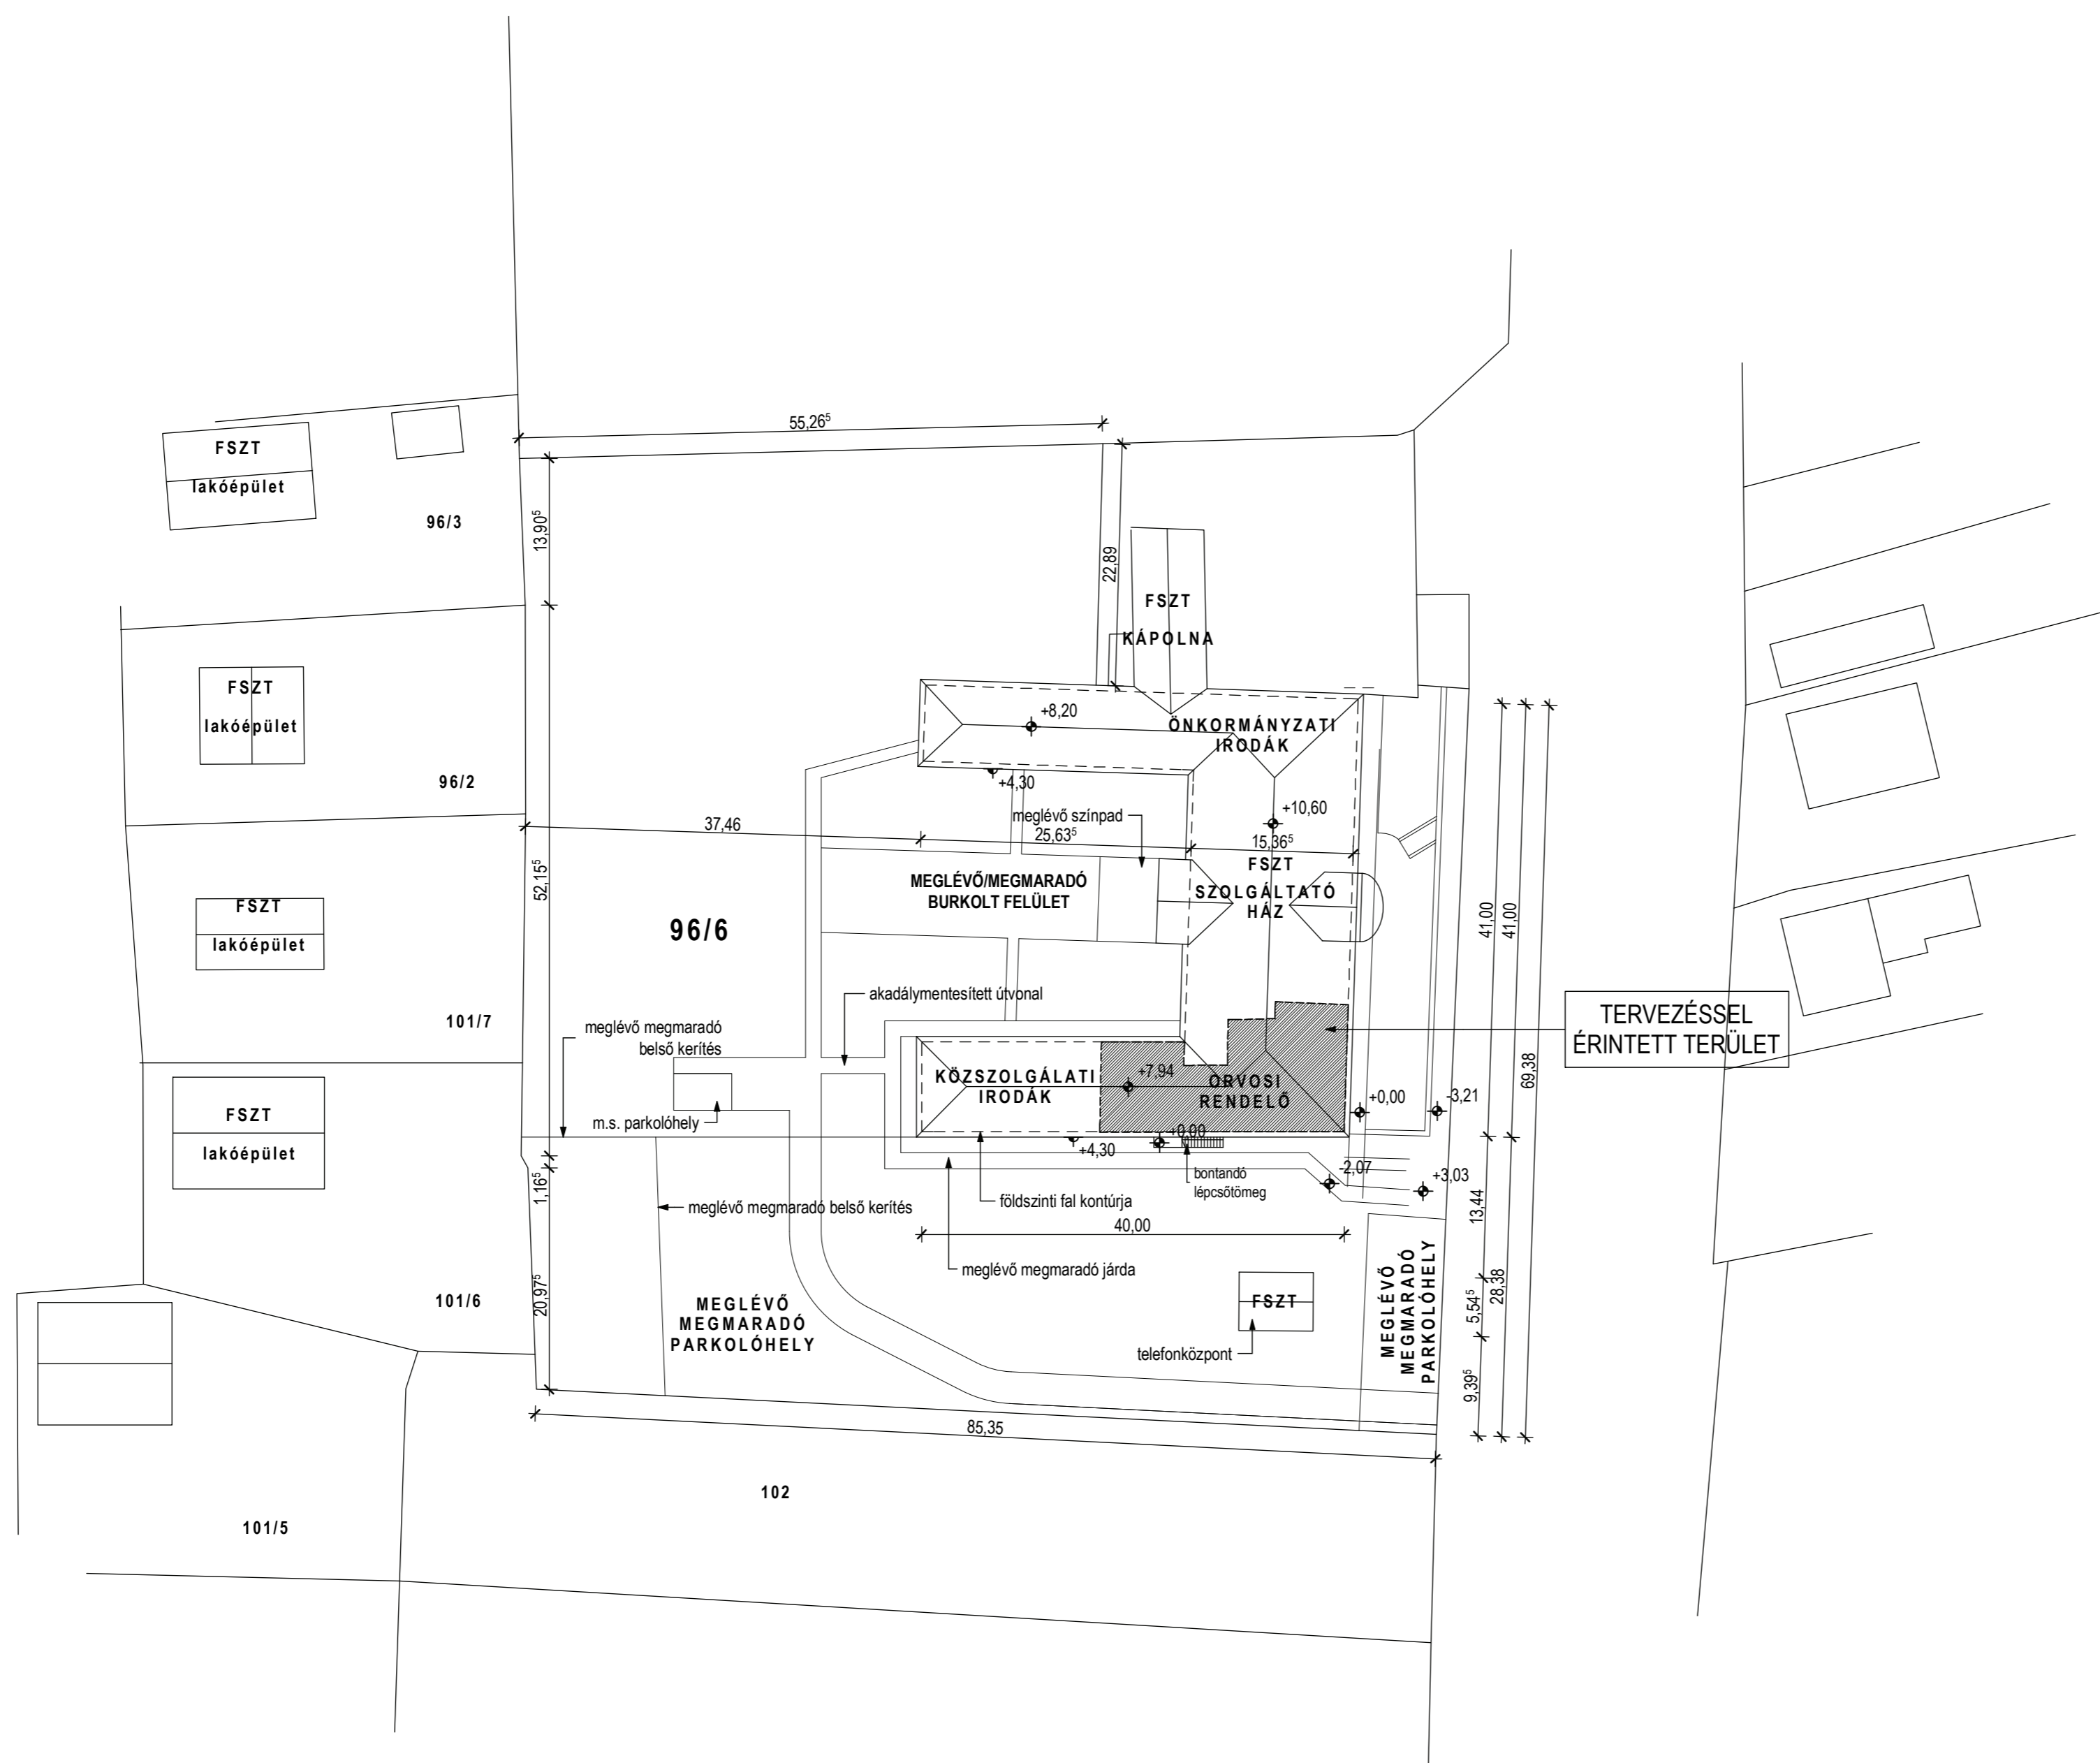 55,26⁵
FSZT
lakóépület
96/3
13,90⁵
22,89
FSZT
KÁPOLNA
FSZT
lakóépület
96/2
+8,20
ÖNKORMÁNYZATI
IRODÁK
+4,30
+10,60
meglévő színpad
37,46
25,63⁵
15,36⁵
FSZT
SZOLGÁLTATÓ
HÁZ
MEGLÉVŐ/MEGMARADÓ
BURKOLT FELÜLET
52,15⁵
96/6
FSZT
lakóépület
101/7
41,00
41,00
69,38
akadálymentesített útvonal
meglévő megmaradó
belső kerítés
TERVEZÉSSEL
ÉRINTETT TERÜLET
KÖZSZOLGÁLATI
IRODÁK
+7,94
ORVOSI
RENDELŐ
+0,00
-3,21
m.s. parkolóhely
FSZT
lakóépület
+4,30
+0,00
bontandó
lépcsőtömeg
-2,07
+3,03
1,16⁵
meglévő megmaradó belső kerítés
földszinti fal kontúrja
40,00
13,44
meglévő megmaradó járda
101/6
20,97⁵
MEGLÉVŐ
MEGMARADÓ
PARKOLÓHELY
FSZT
telefonközpont
MEGLÉVŐ
MEGMARADÓ
PARKOLÓHELY
5,54⁵
28,38
9,39⁵
85,35
102
101/5